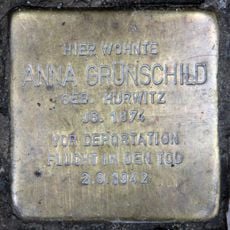 HIER WOHNTE
ANNA GRÜNSCHILD
GEB. HURWITZ
JG. 1874
VOR DEPORTATION
FLUCHT IN DEN TOD
2.9.1942